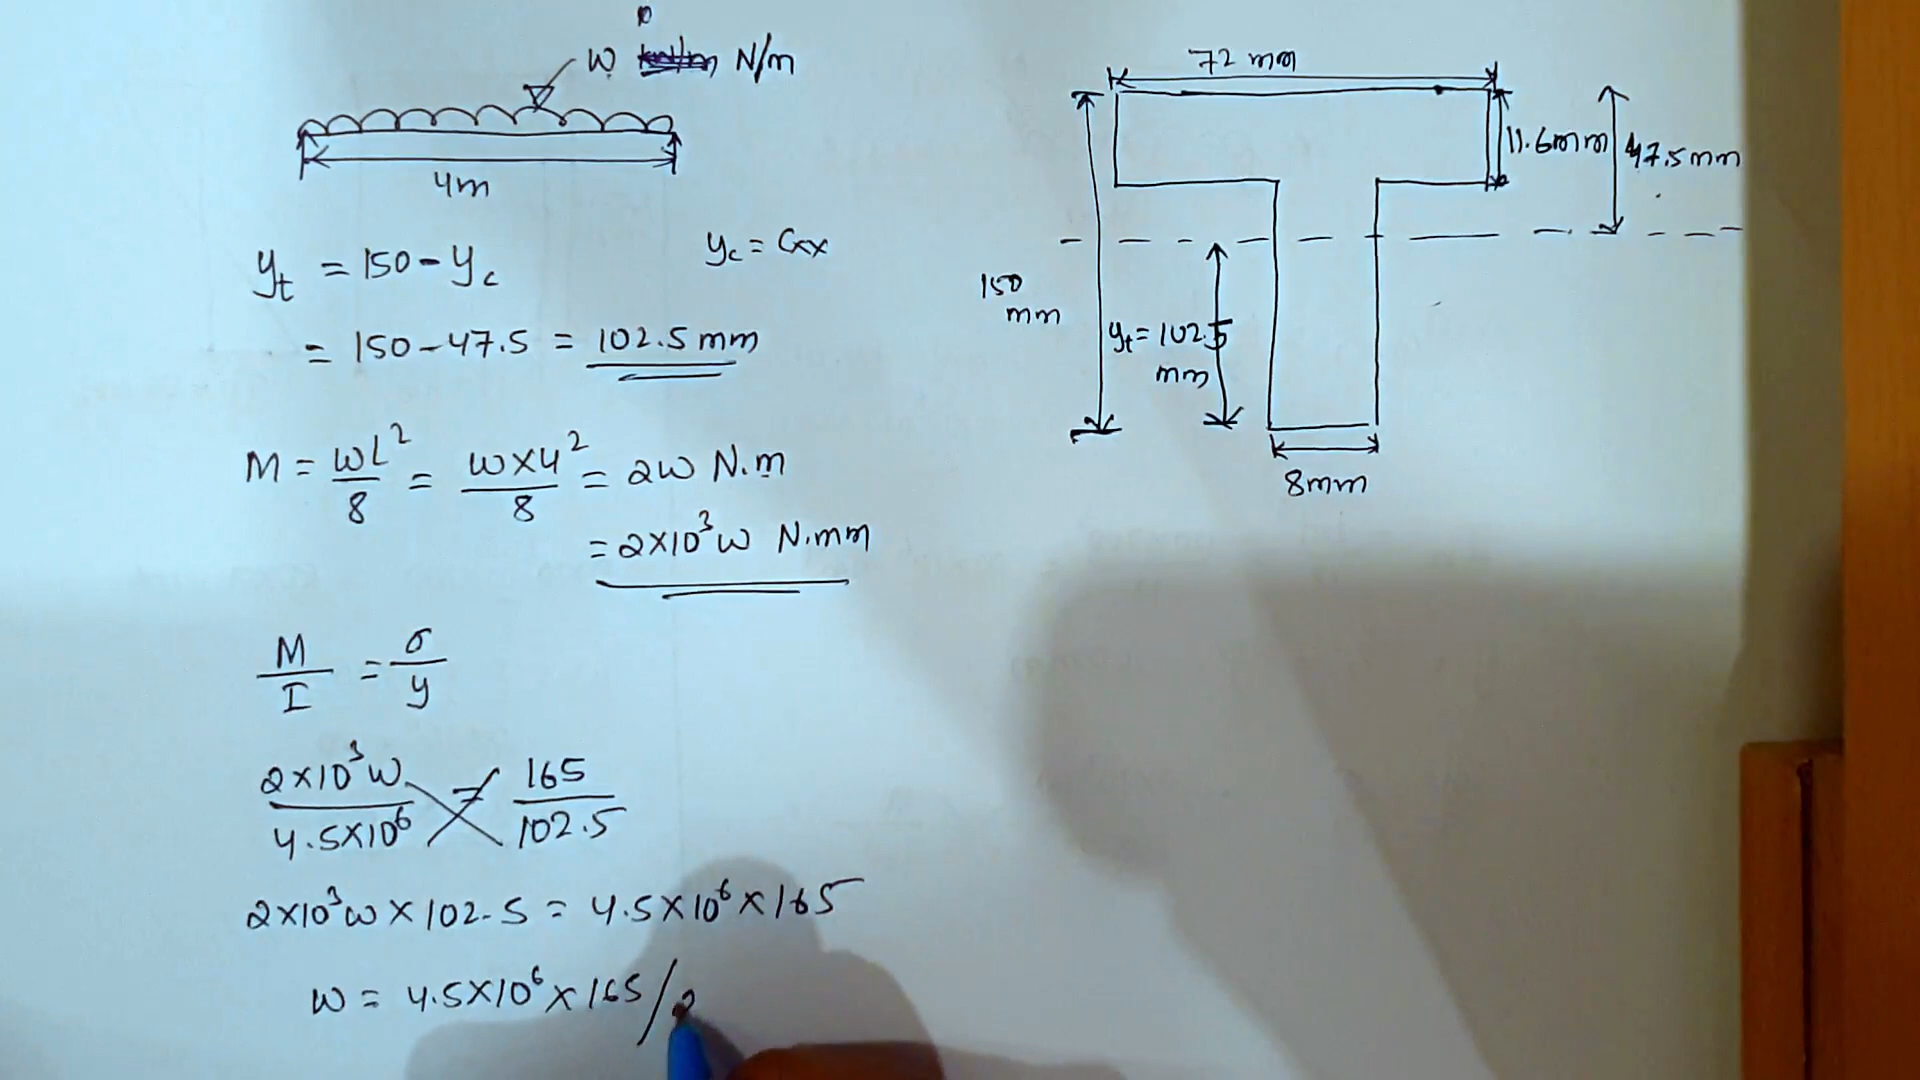 w N/m
4m
yt = 150 - yc
yc = Cxx
= 150 - 47.5 = 102.5 mm
M = wL²/8 = w×4²/8 = 2w N.m
= 2×10³w N.mm
M/I = σ/y
2×10³w / 4.5×10⁶ = 165 / 102.5
2×10³w × 102.5 = 4.5×10⁶ × 165
w = 4.5×10⁶ × 165 / 2
72 mm
11.6mm
47.5mm
150
mm
yt = 102.5
mm
8mm